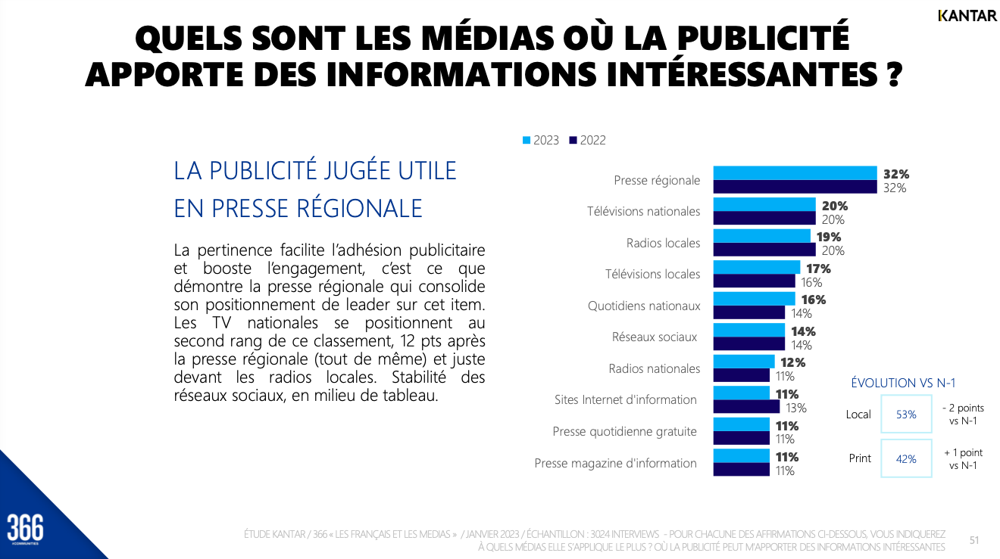 KANTAR
QUELS SONT LES MÉDIAS OÙ LA PUBLICITÉ
APPORTE DES INFORMATIONS INTÉRESSANTES ?
2023 2022
LA PUBLICITÉ JUGÉE UTILE
EN PRESSE RÉGIONALE
La pertinence facilite l'adhésion publicitaire
et booste l'engagement, c'est ce que
démontre la presse régionale qui consolide
son positionnement de leader sur cet item.
Les TV nationales se positionnent au
second rang de ce classement, 12 pts après
la presse régionale (tout de même) et juste
devant les radios locales. Stabilité des
réseaux sociaux, en milieu de tableau.
Presse régionale 32%
32%
Télévisions nationales 20%
20%
Radios locales 19%
20%
Télévisions locales 17%
16%
Quotidiens nationaux 16%
14%
Réseaux sociaux 14%
14%
Radios nationales 12%
11%
Sites Internet d'information 11%
13%
Presse quotidienne gratuite 11%
11%
Presse magazine d'information 11%
11%
ÉVOLUTION VS N-1
Local 53% - 2 points
vs N-1
Print 42% + 1 point
vs N-1
366
#COMMUNITIES
ÉTUDE KANTAR / 366 « LES FRANÇAIS ET LES MEDIAS » / JANVIER 2023 / ÉCHANTILLON : 3024 INTERVIEWS - POUR CHACUNE DES AFFIRMATIONS CI-DESSOUS, VOUS INDIQUEREZ
À QUELS MÉDIAS ELLE S'APPLIQUE LE PLUS ? OÙ LA PUBLICITÉ PEUT M'APPORTER DES INFORMATIONS INTÉRESSANTES
51